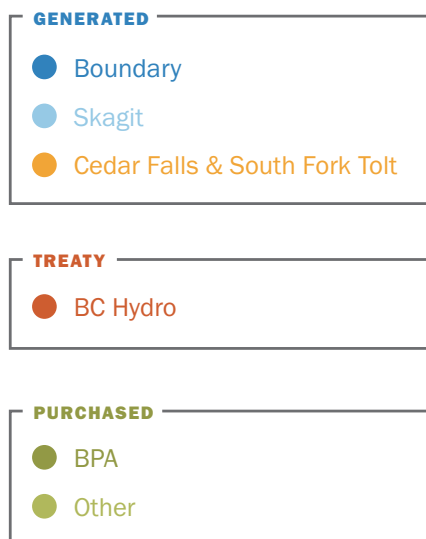 GENERATED
Boundary
Skagit
Cedar Falls & South Fork Tolt
TREATY
BC Hydro
PURCHASED
BPA
Other